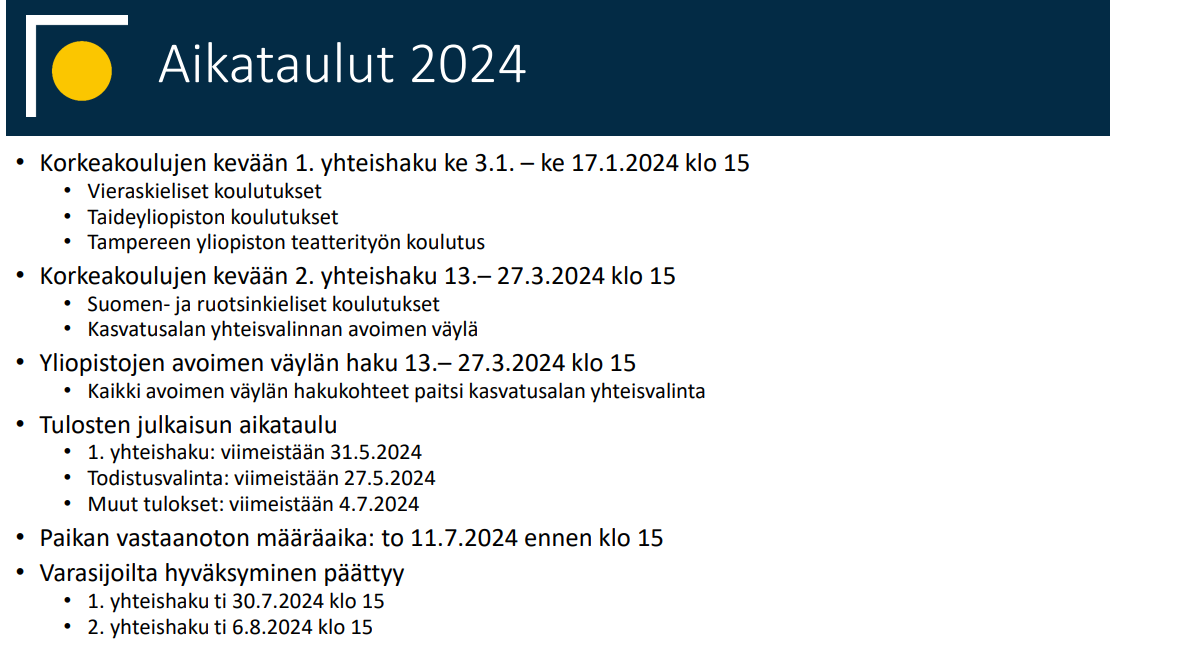 Aikataulut 2024
• Korkeakoulujen kevään 1. yhteishaku ke 3.1. – ke 17.1.2024 klo 15
• Vieraskieliset koulutukset
• Taideyliopiston koulutukset
• Tampereen yliopiston teatterityön koulutus
• Korkeakoulujen kevään 2. yhteishaku 13.– 27.3.2024 klo 15
• Suomen- ja ruotsinkieliset koulutukset
• Kasvatusalan yhteisvalinnan avoimen väylä
• Yliopistojen avoimen väylän haku 13.– 27.3.2024 klo 15
• Kaikki avoimen väylän hakukohteet paitsi kasvatusalan yhteisvalinta
• Tulosten julkaisun aikataulu
• 1. yhteishaku: viimeistään 31.5.2024
• Todistusvalinta: viimeistään 27.5.2024
• Muut tulokset: viimeistään 4.7.2024
• Paikan vastaanoton määräaika: to 11.7.2024 ennen klo 15
• Varasijoilta hyväksyminen päättyy
• 1. yhteishaku ti 30.7.2024 klo 15
• 2. yhteishaku ti 6.8.2024 klo 15